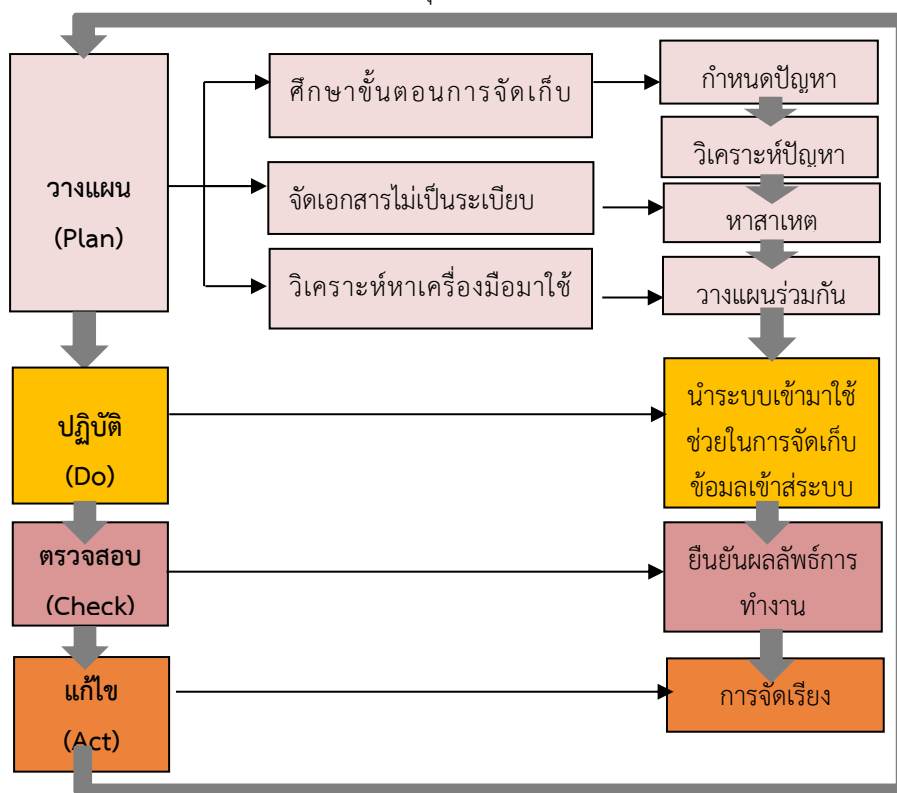 วางแผน
(Plan)
ศึกษาขั้นตอนการจัดเก็บ
จัดเอกสารไม่เป็นระเบียบ
วิเคราะห์หาเครื่องมือมาใช้
กำหนดปัญหา
วิเคราะห์ปัญหา
หาสาเหต
วางแผนร่วมกัน
ปฏิบัติ
(Do)
นำระบบเข้ามาใช้
ช่วยในการจัดเก็บ
ข้อมลเข้าส่ระบบ
ตรวจสอบ
(Check)
ยืนยันผลลัพธ์การ
ทำงาน
แก้ไข
(Act)
การจัดเรียง